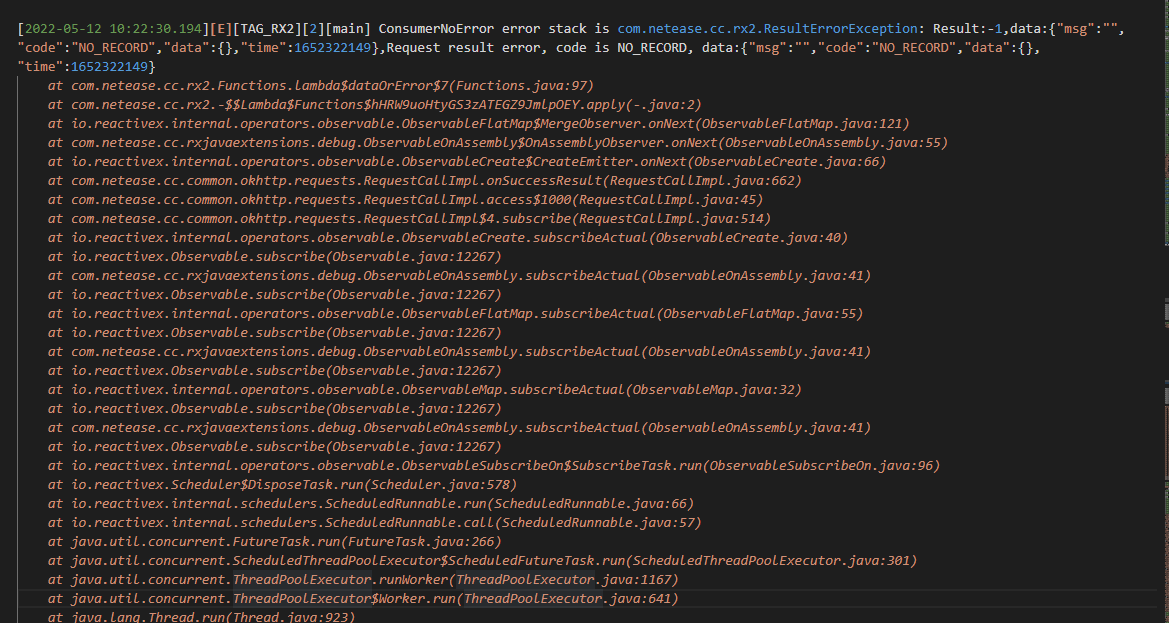 [2022-05-12 10:22:30.194][E][TAG_RX2][2][main] ConsumerNoError error stack is com.netease.cc.rx2.ResultErrorException: Result:-1,data:{"msg":"",
"code":"NO_RECORD","data":{},"time":1652322149},Request result error, code is NO_RECORD, data:{"msg":"","code":"NO_RECORD","data":{},
"time":1652322149}
at com.netease.cc.rx2.Functions.lambda$dataOrError$7(Functions.java:97)
at com.netease.cc.rx2.-$$Lambda$Functions$hHRW9uoHtyGS3zATEGZ9JmlpOEY.apply(-.java:2)
at io.reactivex.internal.operators.observable.ObservableFlatMap$MergeObserver.onNext(ObservableFlatMap.java:121)
at com.netease.cc.rxjavaextensions.debug.ObservableOnAssembly$OnAssemblyObserver.onNext(ObservableOnAssembly.java:55)
at io.reactivex.internal.operators.observable.ObservableCreate$CreateEmitter.onNext(ObservableCreate.java:66)
at com.netease.cc.common.okhttp.requests.RequestCallImpl.onSuccessResult(RequestCallImpl.java:662)
at com.netease.cc.common.okhttp.requests.RequestCallImpl.access$1000(RequestCallImpl.java:45)
at com.netease.cc.common.okhttp.requests.RequestCallImpl$4.subscribe(RequestCallImpl.java:514)
at io.reactivex.internal.operators.observable.ObservableCreate.subscribeActual(ObservableCreate.java:40)
at io.reactivex.Observable.subscribe(Observable.java:12267)
at com.netease.cc.rxjavaextensions.debug.ObservableOnAssembly.subscribeActual(ObservableOnAssembly.java:41)
at io.reactivex.Observable.subscribe(Observable.java:12267)
at io.reactivex.internal.operators.observable.ObservableFlatMap.subscribeActual(ObservableFlatMap.java:55)
at io.reactivex.Observable.subscribe(Observable.java:12267)
at com.netease.cc.rxjavaextensions.debug.ObservableOnAssembly.subscribeActual(ObservableOnAssembly.java:41)
at io.reactivex.Observable.subscribe(Observable.java:12267)
at io.reactivex.internal.operators.observable.ObservableMap.subscribeActual(ObservableMap.java:32)
at io.reactivex.Observable.subscribe(Observable.java:12267)
at com.netease.cc.rxjavaextensions.debug.ObservableOnAssembly.subscribeActual(ObservableOnAssembly.java:41)
at io.reactivex.Observable.subscribe(Observable.java:12267)
at io.reactivex.internal.operators.observable.ObservableSubscribeOn$SubscribeTask.run(ObservableSubscribeOn.java:96)
at io.reactivex.Scheduler$DisposeTask.run(Scheduler.java:578)
at io.reactivex.internal.schedulers.ScheduledRunnable.run(ScheduledRunnable.java:66)
at io.reactivex.internal.schedulers.ScheduledRunnable.call(ScheduledRunnable.java:57)
at java.util.concurrent.FutureTask.run(FutureTask.java:266)
at java.util.concurrent.ScheduledThreadPoolExecutor$ScheduledFutureTask.run(ScheduledThreadPoolExecutor.java:301)
at java.util.concurrent.ThreadPoolExecutor.runWorker(ThreadPoolExecutor.java:1167)
at java.util.concurrent.ThreadPoolExecutor$Worker.run(ThreadPoolExecutor.java:641)
at java.lang.Thread.run(Thread.java:923)